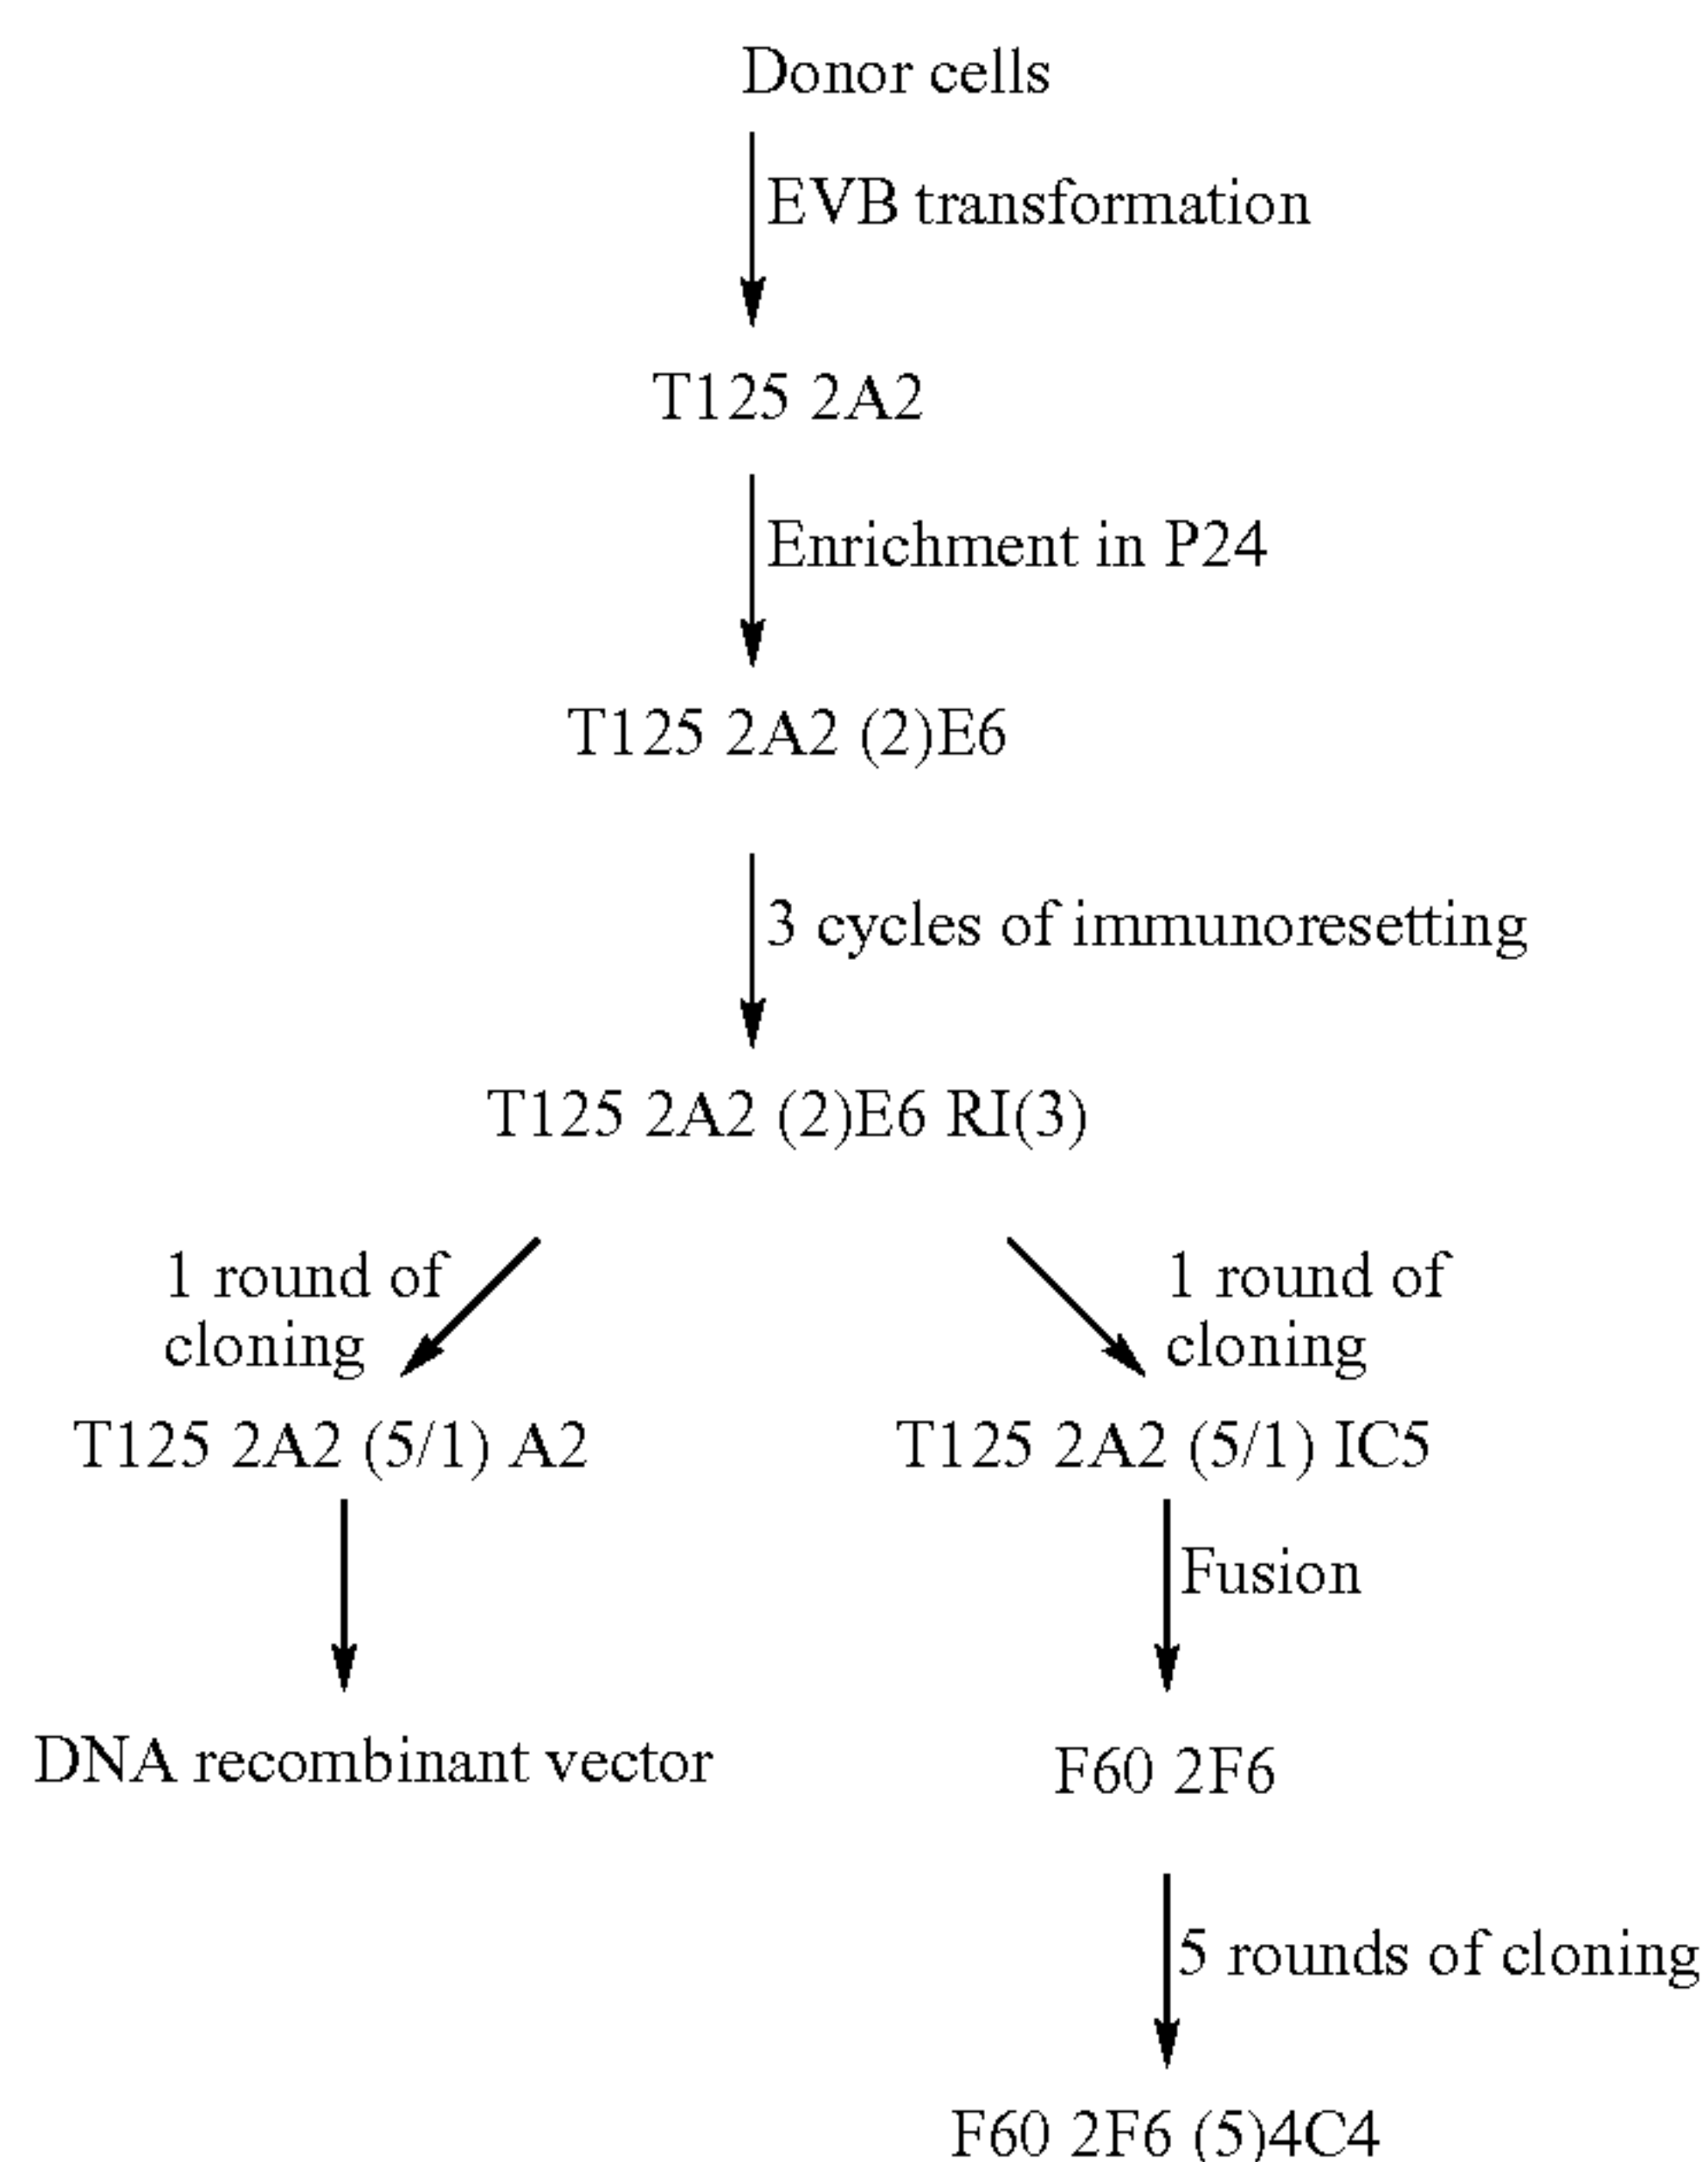 Donor cells
EVB transformation
T125 2A2
Enrichment in P24
T125 2A2 (2)E6
3 cycles of immunoresetting
T125 2A2 (2)E6 RI(3)
1 round of
cloning
1 round of
cloning
T125 2A2 (5/1) A2
T125 2A2 (5/1) IC5
Fusion
DNA recombinant vector
F60 2F6
5 rounds of cloning
F60 2F6 (5)4C4